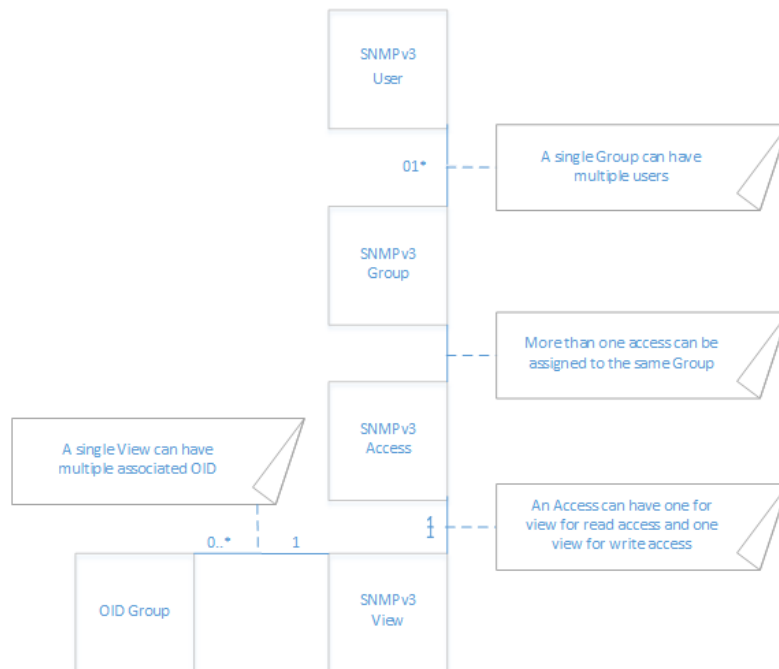 SNMPv3
User
01*
A single Group can have
multiple users
SNMPv3
Group
More than one access can be
assigned to the same Group
SNMPv3
Access
A single View can have
multiple associated OID
An Access can have one for
view for read access and one
view for write access
1
1
0..*
1
OID Group
SNMPv3
View